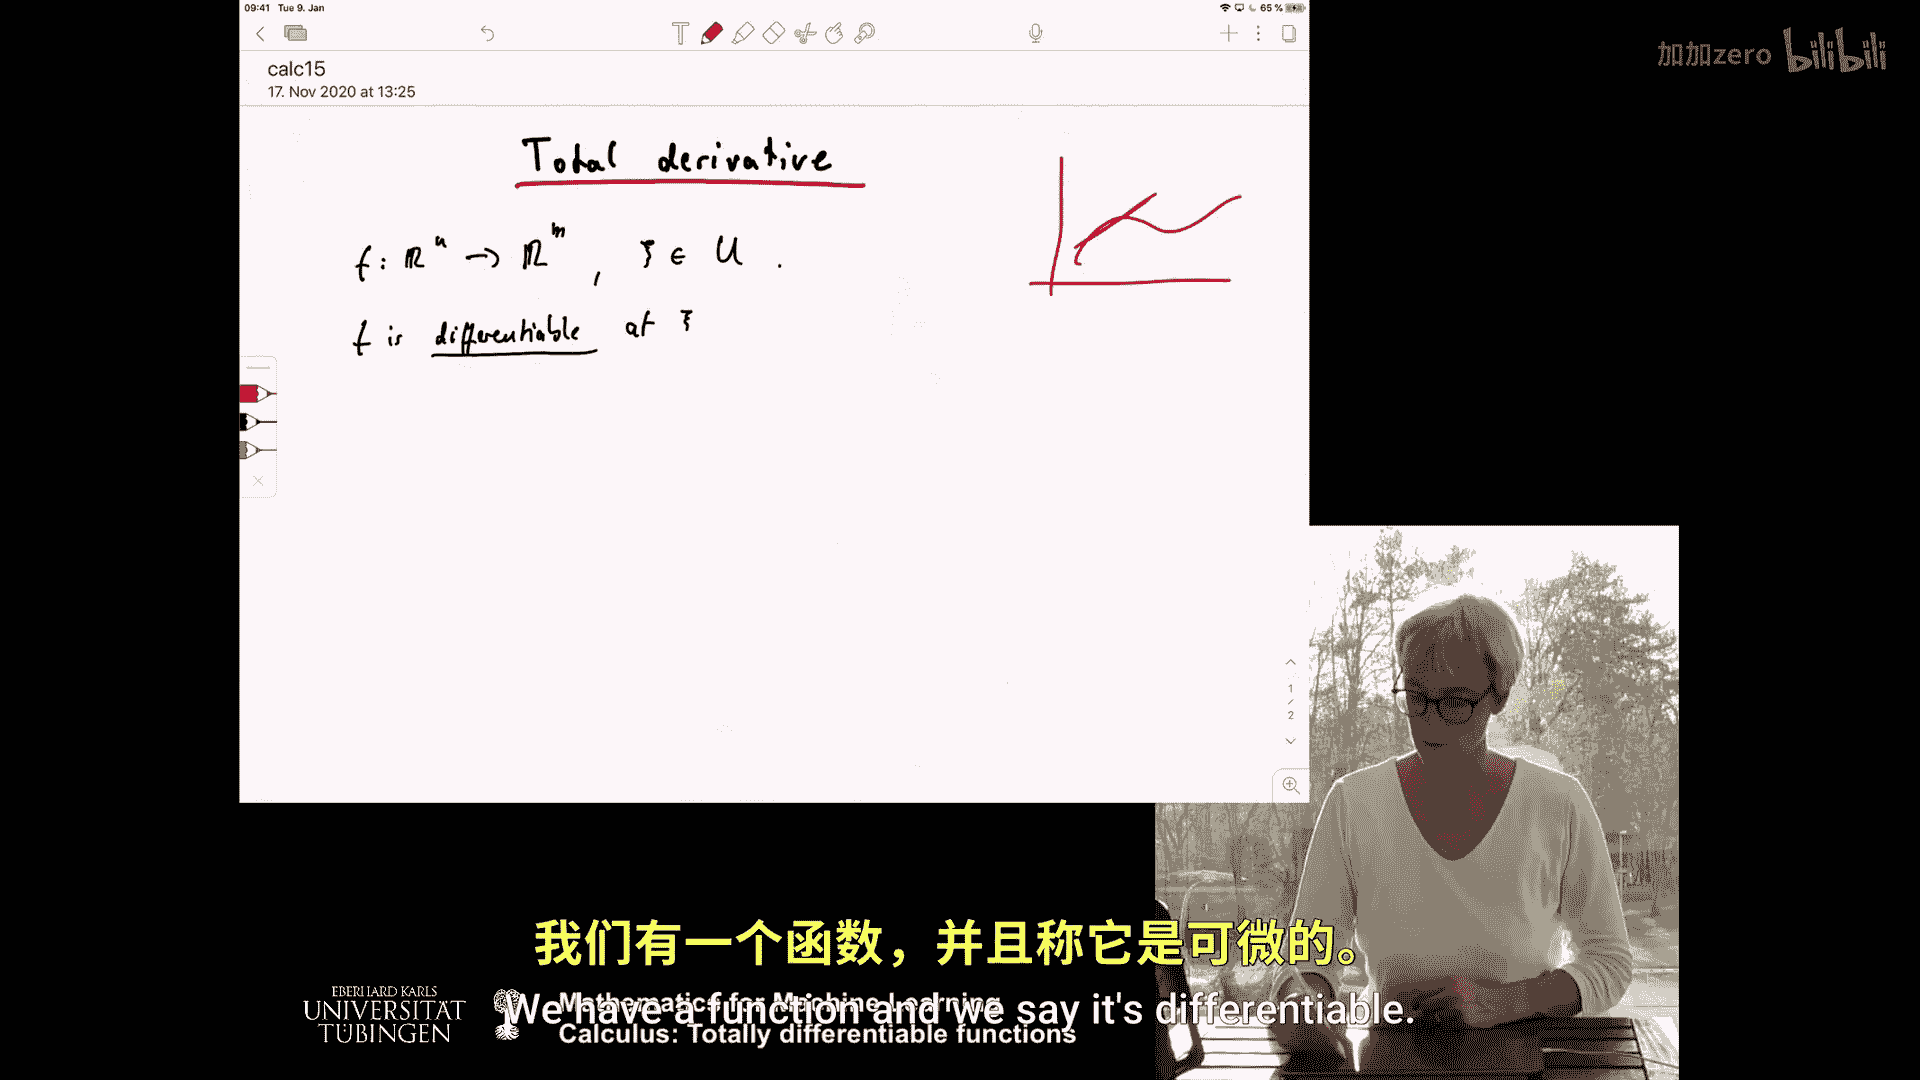 09:41 Tue 9. Jan
65 %
calc15
17. Nov 2020 at 13:25
加加zero bilibili
Total derivative
f: ℝⁿ → ℝᵐ, ξ ∈ U .
f is differentiable at ξ
1
/
2
我们有一个函数，并且称它是可微的。
We have a function and we say it's differentiable.
EBERHARD KARLS
UNIVERSITÄT
TÜBINGEN
Mathematics for Machine Learning
Calculus: Totally differentiable functions